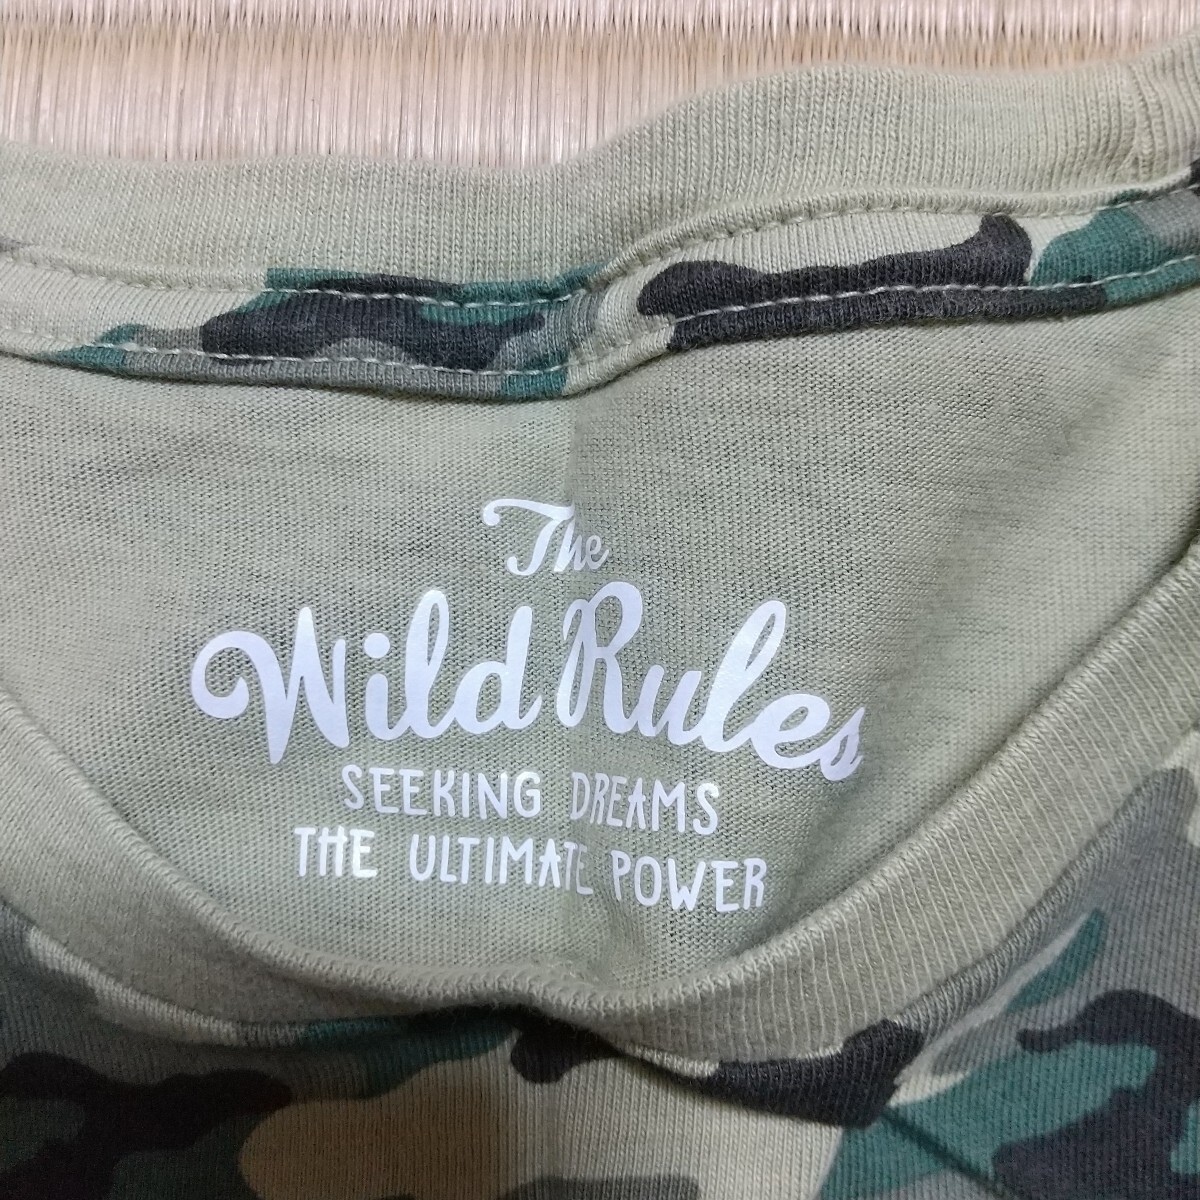 The
Wild Rules
SEEKING DREAMS
THE ULTIMATE POWER